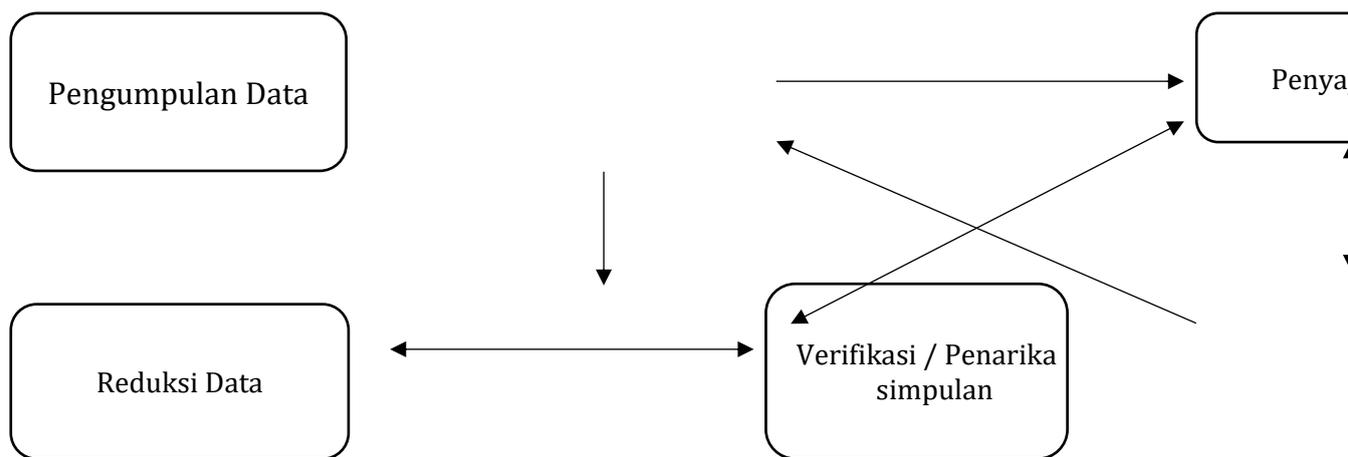 Pengumpulan Data
Penya
Reduksi Data
Verifikasi / Penarika
simpulan